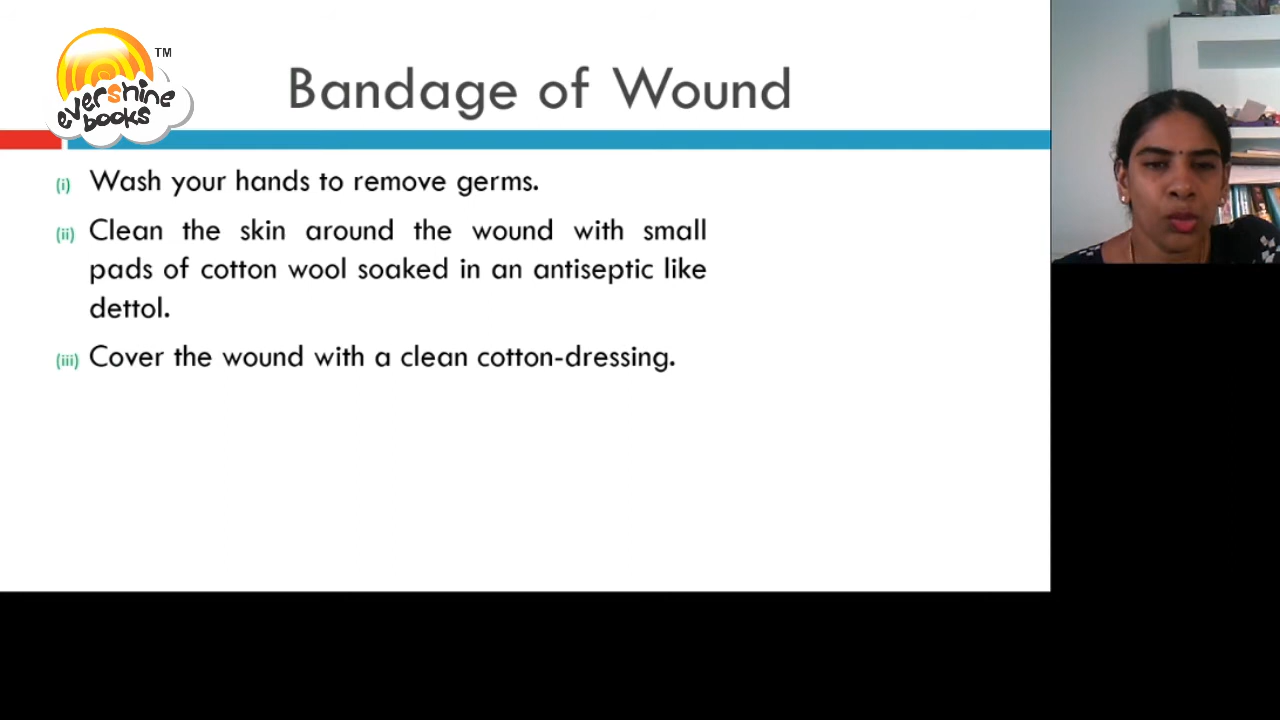 TM
evershine
books
Bandage of Wound
(i) Wash your hands to remove germs.
(ii) Clean the skin around the wound with small
pads of cotton wool soaked in an antiseptic like
dettol.
(iii) Cover the wound with a clean cotton-dressing.